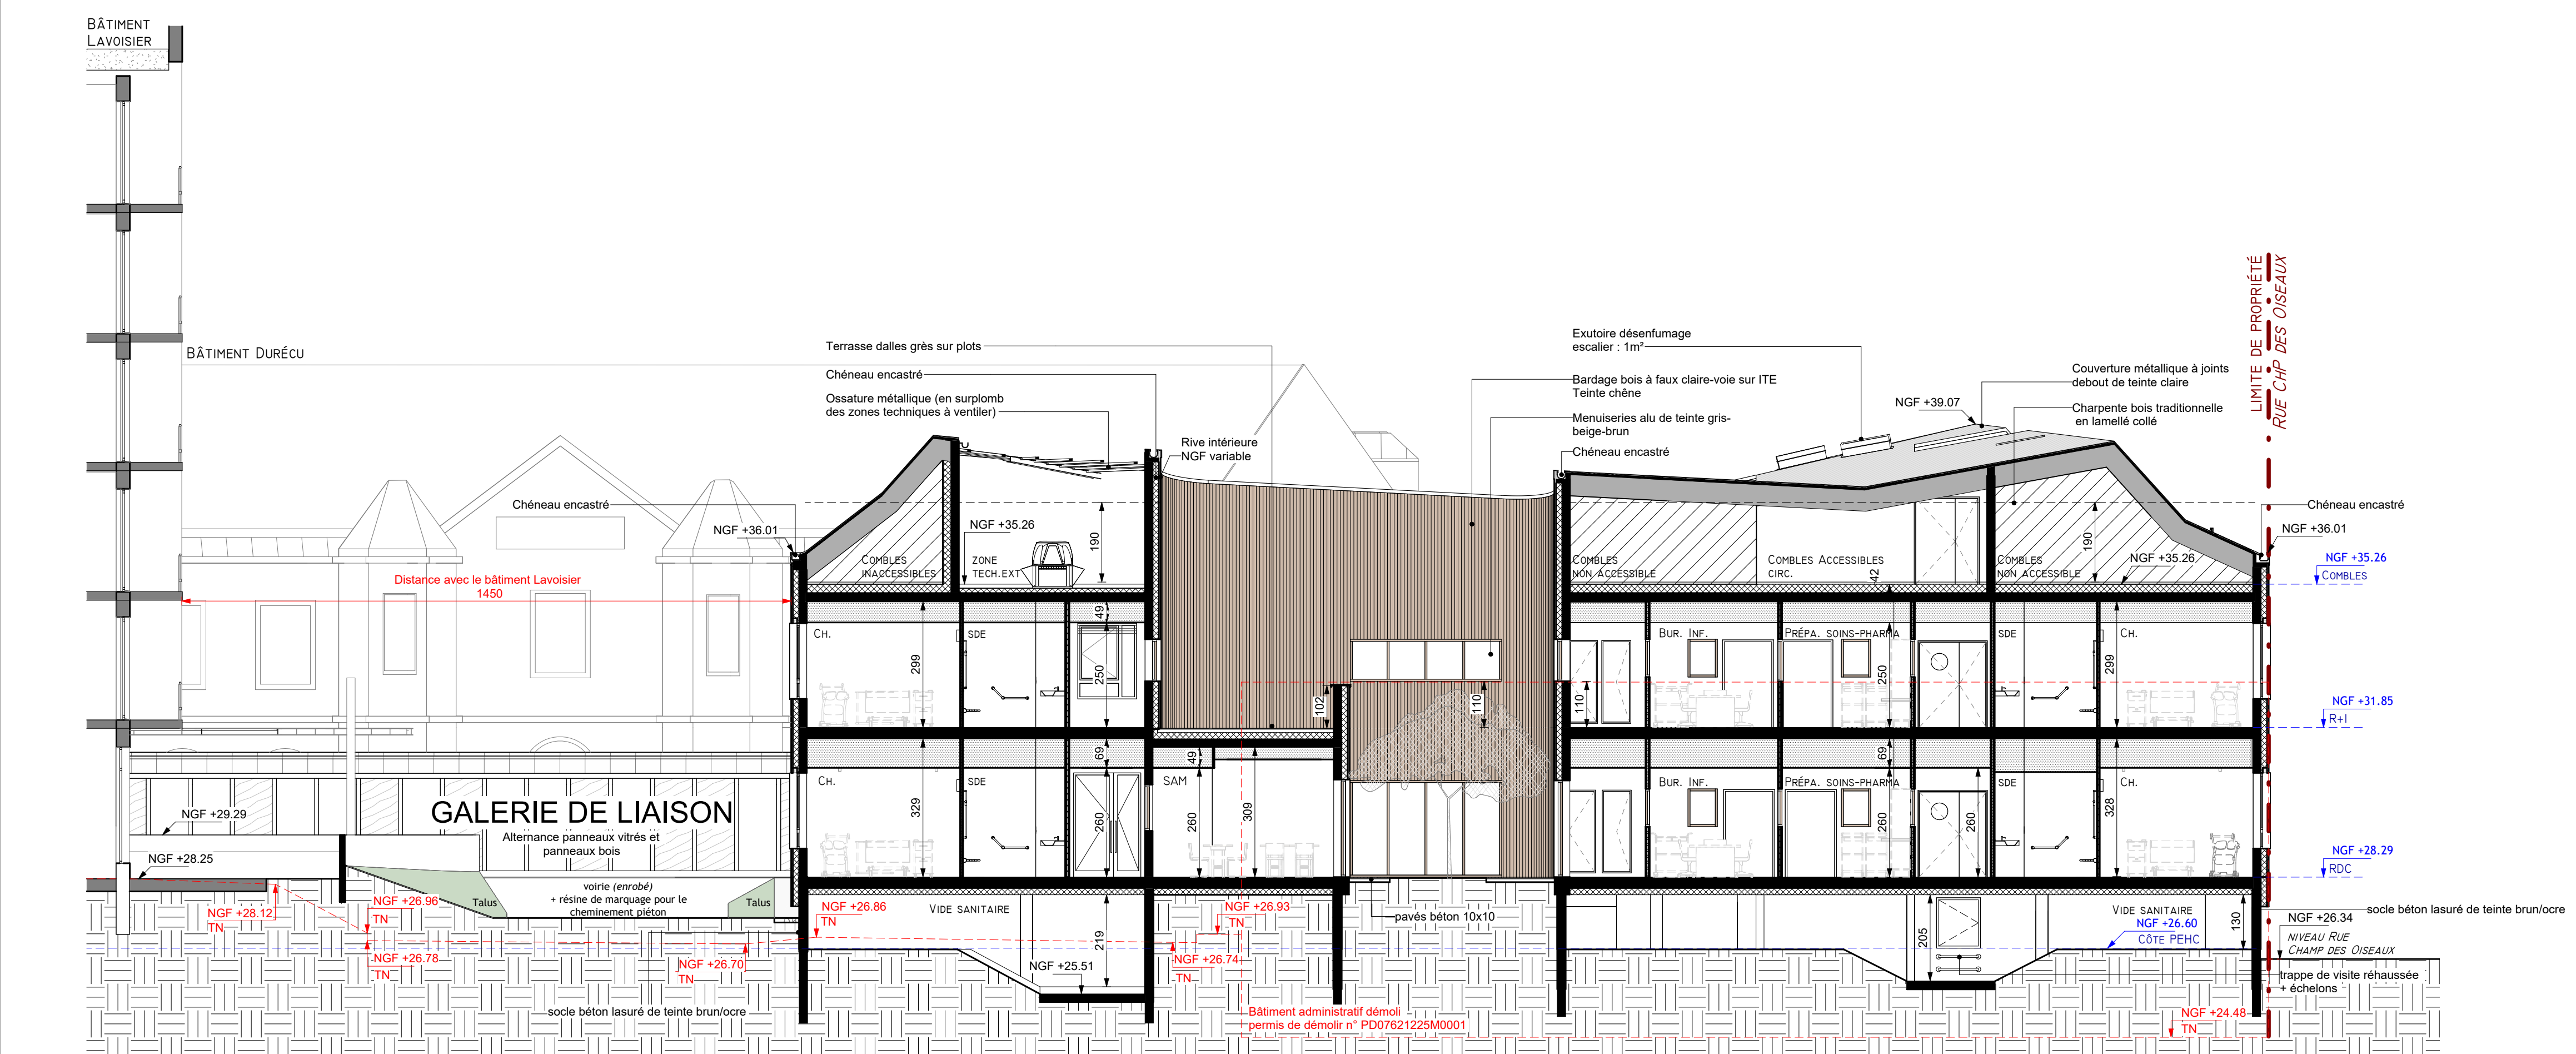 BÂTIMENT
LAVOISIER
BÂTIMENT DURÉCU
Terrasse dalles grès sur plots
Chéneau encastré
Ossature métallique (en surplomb
des zones techniques à ventiler)
Rive intérieure
NGF variable
Exutoire désenfumage
escalier : 1m²
Bardage bois à faux claire-voie sur ITE
Teinte chêne
Menuiseries alu de teinte gris-
beige-brun
Chéneau encastré
NGF +39.07
Couverture métallique à joints
debout de teinte claire
Charpente bois traditionnelle
en lamellé collé
LIMITE DE PROPRIÉTÉ
RUE CHP DES OISEAUX
Chéneau encastré
NGF +36.01
Chéneau encastré
NGF +36.01
NGF +35.26
COMBLES
Distance avec le bâtiment Lavoisier
1450
COMBLES
INACCESSIBLES
NGF +35.26
ZONE
TECH.EXT
190
COMBLES
NON ACCESSIBLE
COMBLES ACCESSIBLES
CIRC.
42
COMBLES
NON ACCESSIBLE
190
NGF +35.26
CH.
299
SDE
49
250
102
110
110
BUR. INF.
PRÉPA. SOINS-PHARMA
250
SDE
299
CH.
NGF +31.85
R+1
CH.
329
SDE
69
260
SAM
49
260
309
BUR. INF.
PRÉPA. SOINS-PHARMA
69
260
260
SDE
328
CH.
NGF +28.29
RDC
GALERIE DE LIAISON
Alternance panneaux vitrés et
panneaux bois
NGF +29.29
NGF +28.25
Talus
voirie (enrobé)
+ résine de marquage pour le
cheminement piéton
Talus
NGF +28.12
TN
NGF +26.96
TN
NGF +26.78
TN
NGF +26.70
TN
NGF +26.86
TN
VIDE SANITAIRE
219
NGF +25.51
NGF +26.93
TN
NGF +26.74
TN
pavés béton 10x10
205
VIDE SANITAIRE
NGF +26.60
CÔTE PEHC
130
socle béton lasuré de teinte brun/ocre
NGF +26.34
NIVEAU RUE
CHAMP DES OISEAUX
trappe de visite réhaussée
+ échelons
socle béton lasuré de teinte brun/ocre
Bâtiment administratif démoli
permis de démolir n° PD07621225M0001
NGF +24.48
TN